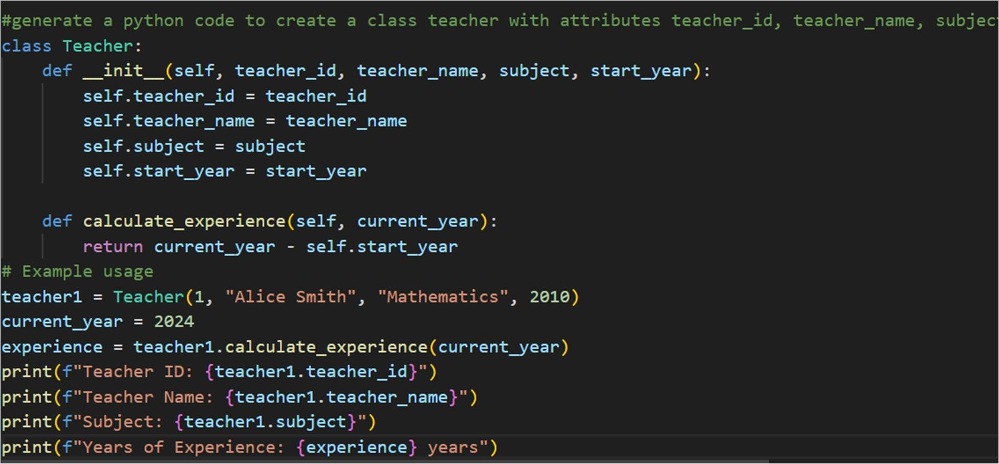 #generate a python code to create a class teacher with attributes teacher_id, teacher_name,
class Teacher:
    def __init__(self, teacher_id, teacher_name, subject, start_year):
        self.teacher_id = teacher_id
        self.teacher_name = teacher_name
        self.subject = subject
        self.start_year = start_year
    def calculate_experience(self, current_year):
        return current_year - self.start_year
# Example usage
teacher1 = Teacher(1, "Alice Smith", "Mathematics", 2010)
current_year = 2024
experience = teacher1.calculate_experience(current_year)
print(f"Teacher ID: {teacher1.teacher_id}")
print(f"Teacher Name: {teacher1.teacher_name}")
print(f"Subject: {teacher1.subject}")
print(f"Years of Experience: {experience} years")